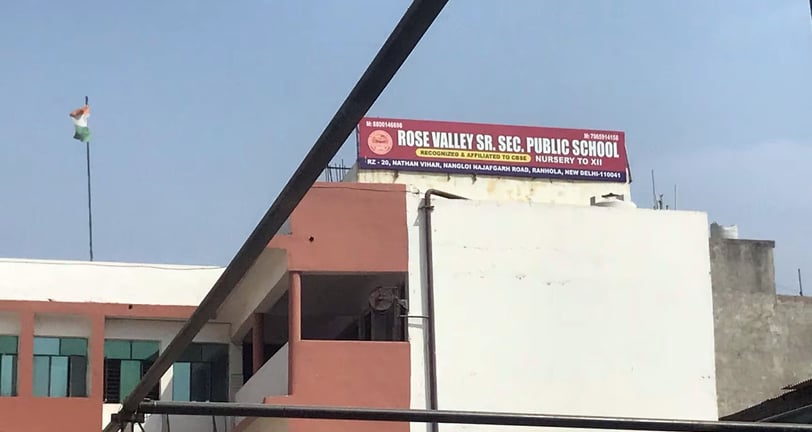 M: 8800146698 M: 7965914158
ROSE VALLEY SR. SEC. PUBLIC SCHOOL
RECOGNIZED & AFFILIATED TO CBSE NURSERY TO XII
RZ - 20, NATHAN VIHAR, NANGLOI NAJAFGARH ROAD, RANHOLA, NEW DELHI-110041